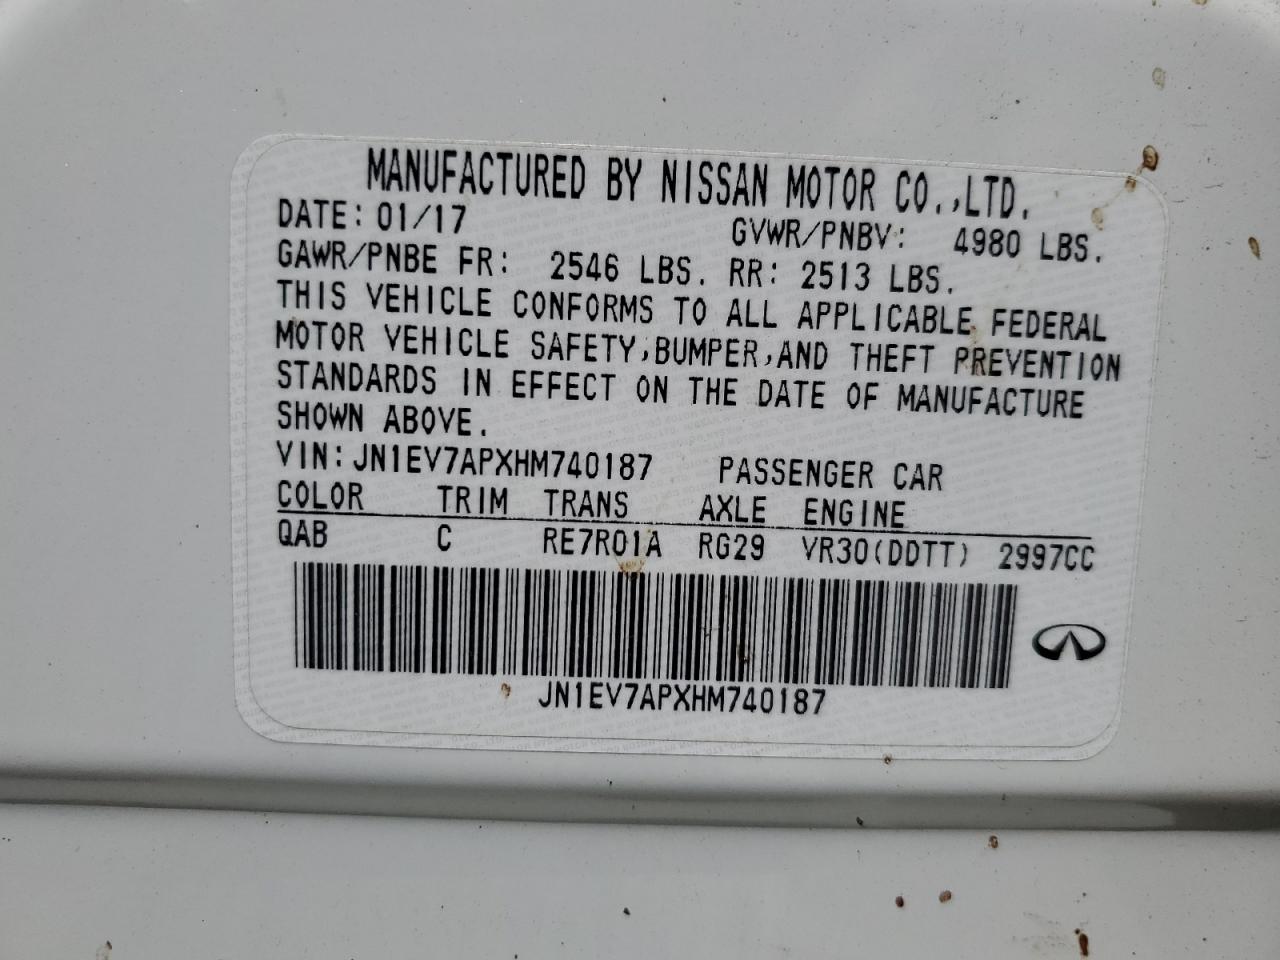 MANUFACTURED BY NISSAN MOTOR CO.,LTD.
DATE: 01/17 GVWR/PNBV: 4980 LBS.
GAWR/PNBE FR: 2546 LBS. RR: 2513 LBS.
THIS VEHICLE CONFORMS TO ALL APPLICABLE FEDERAL
MOTOR VEHICLE SAFETY,BUMPER,AND THEFT PREVENTION
STANDARDS IN EFFECT ON THE DATE OF MANUFACTURE
SHOWN ABOVE.
VIN: JN1EV7APXHM740187 PASSENGER CAR
COLOR TRIM TRANS AXLE ENGINE
QAB C RE7R01A RG29 VR30(DDTT) 2997CC
JN1EV7APXHM740187